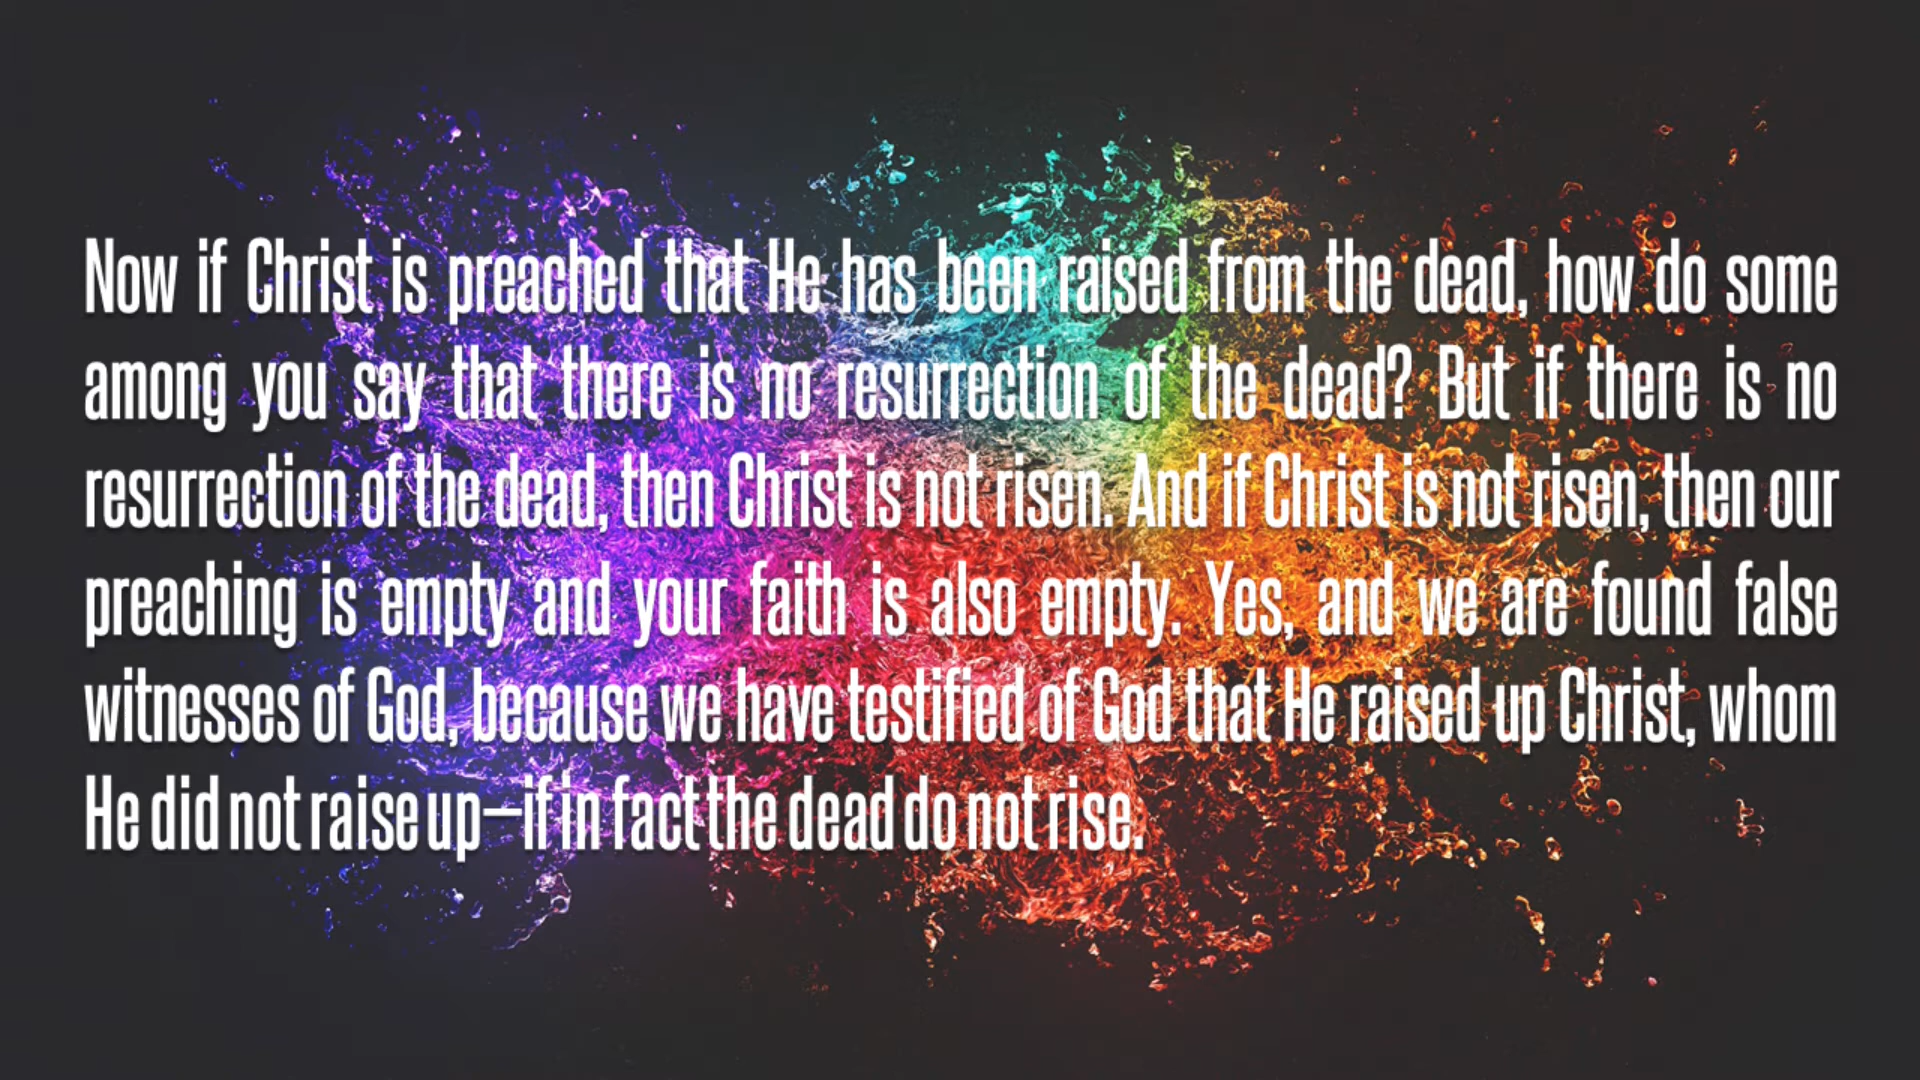 Now if Christ is preached that He has been raised from the dead, how do some
among you say that there is no resurrection of the dead? But if there is no
resurrection of the dead, then Christ is not risen. And if Christ is not risen, then our
preaching is empty and your faith is also empty. Yes, and we are found false
witnesses of God, because we have testified of God that He raised up Christ, whom
He did not raise up—if in fact the dead do not rise.